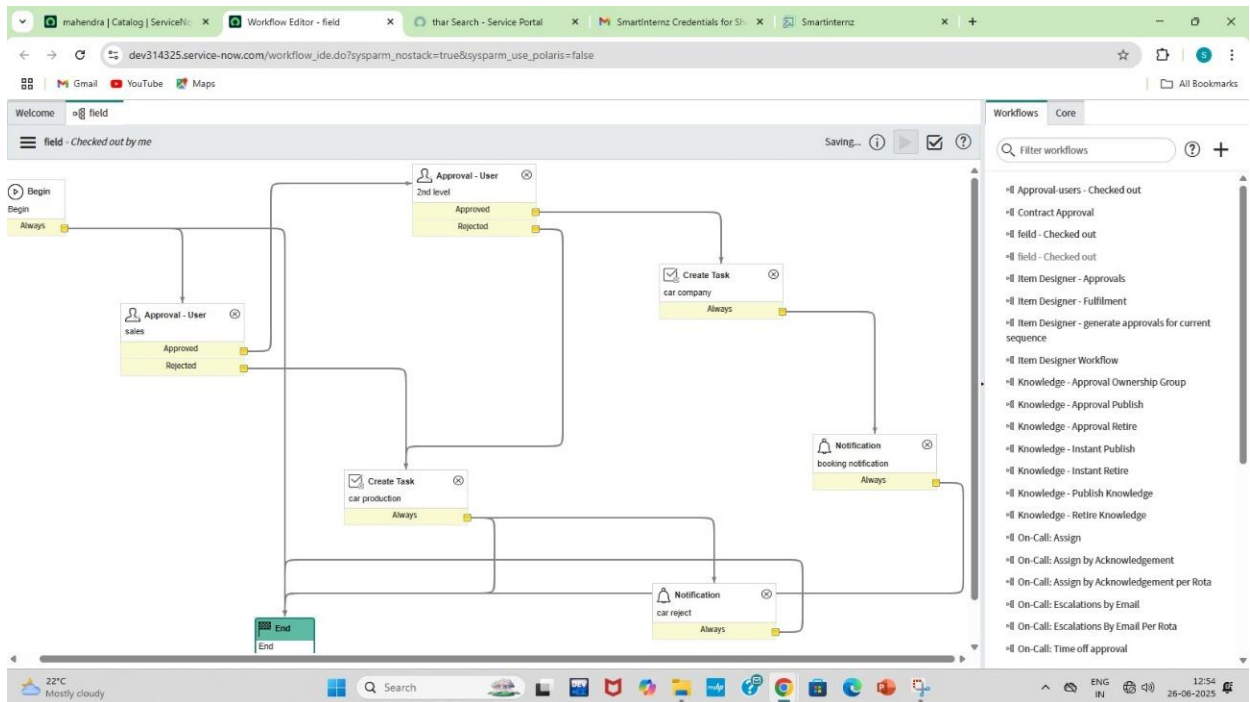 mahendra | Catalog | ServiceNo
Workflow Editor - field
thar Search - Service Portal
SmartInternz Credentials for Sh
Smartinternz
dev314325.service-now.com/workflow_ide.do?sysparm_nostack=true&sysparm_use_polaris=false
S
Gmail
YouTube
Maps
All Bookmarks
Welcome
field
Workflows
Core
field - Checked out by me
Saving...
Filter workflows
Begin
Begin
Always
Approval - User
2nd level
Approved
Rejected
Create Task
car company
Always
Approval - User
sales
Approved
Rejected
Notification
booking notification
Always
Create Task
car production
Always
Notification
car reject
Always
End
End
Approval-users - Checked out
Contract Approval
feild - Checked out
field - Checked out
Item Designer - Approvals
Item Designer - Fulfilment
Item Designer - generate approvals for current
sequence
Item Designer Workflow
Knowledge - Approval Ownership Group
Knowledge - Approval Publish
Knowledge - Approval Retire
Knowledge - Instant Publish
Knowledge - Instant Retire
Knowledge - Publish Knowledge
Knowledge - Retire Knowledge
On-Call: Assign
On-Call: Assign by Acknowledgement
On-Call: Assign by Acknowledgement per Rota
On-Call: Escalations by Email
On-Call: Escalations By Email Per Rota
On-Call: Time off approval
22°C
Mostly cloudy
Search
ENG
IN
12:54
26-06-2025